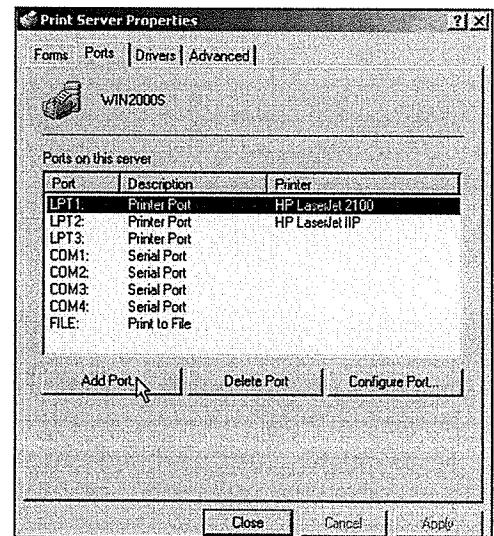 Print Server Properties
Forms Ports Drivers Advanced
WIN2000S
Ports on this server
Port Description Printer
LPT1: Printer Port HP LaserJet 2100
LPT2: Printer Port HP LaserJet IIP
LPT3: Printer Port
COM1: Serial Port
COM2: Serial Port
COM3: Serial Port
COM4: Serial Port
FILE: Print to File
Add Port... Delete Port Configure Port...
Close Cancel Apply